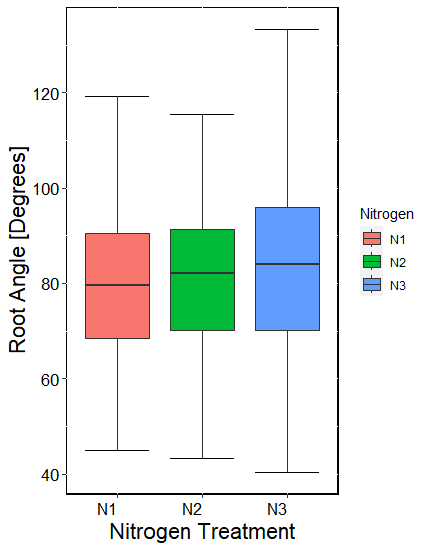 Root Angle [Degrees]
120
100
80
60
40
N1 N2 N3
Nitrogen Treatment
Nitrogen
N1
N2
N3